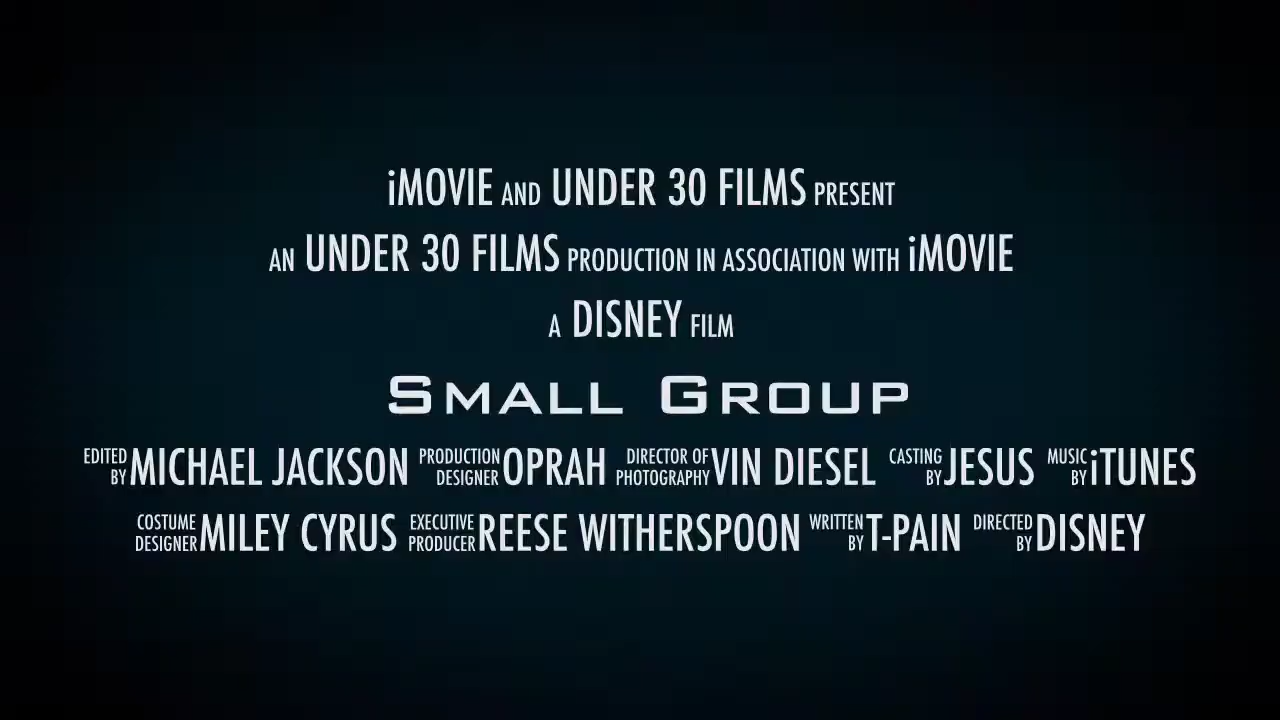 iMOVIE AND UNDER 30 FILMS PRESENT
AN UNDER 30 FILMS PRODUCTION IN ASSOCIATION WITH iMOVIE
A DISNEY FILM
SMALL GROUP
EDITED BY MICHAEL JACKSON PRODUCTION DESIGNER OPRAH DIRECTOR OF PHOTOGRAPHY VIN DIESEL CASTING BY JESUS MUSIC BY iTUNES
COSTUME DESIGNER MILEY CYRUS EXECUTIVE PRODUCER REESE WITHERSPOON WRITTEN BY T-PAIN DIRECTED BY DISNEY